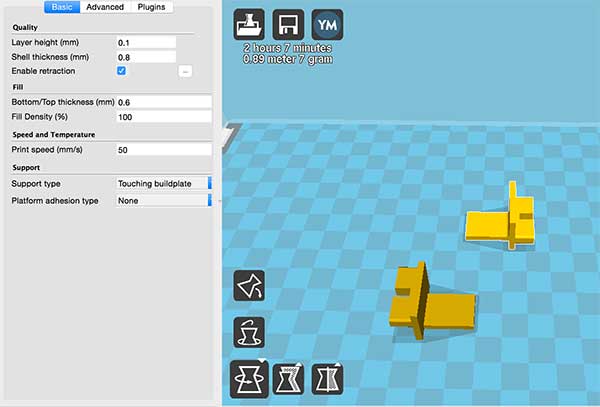 Basic Advanced Plugins
Quality
Layer height (mm) 0.1
Shell thickness (mm) 0.8
Enable retraction ...
Fill
Bottom/Top thickness (mm) 0.6
Fill Density (%) 100
Speed and Temperature
Print speed (mm/s) 50
Support
Support type Touching buildplate
Platform adhesion type None
YM
2 hours 7 minutes
0.89 meter 7 gram